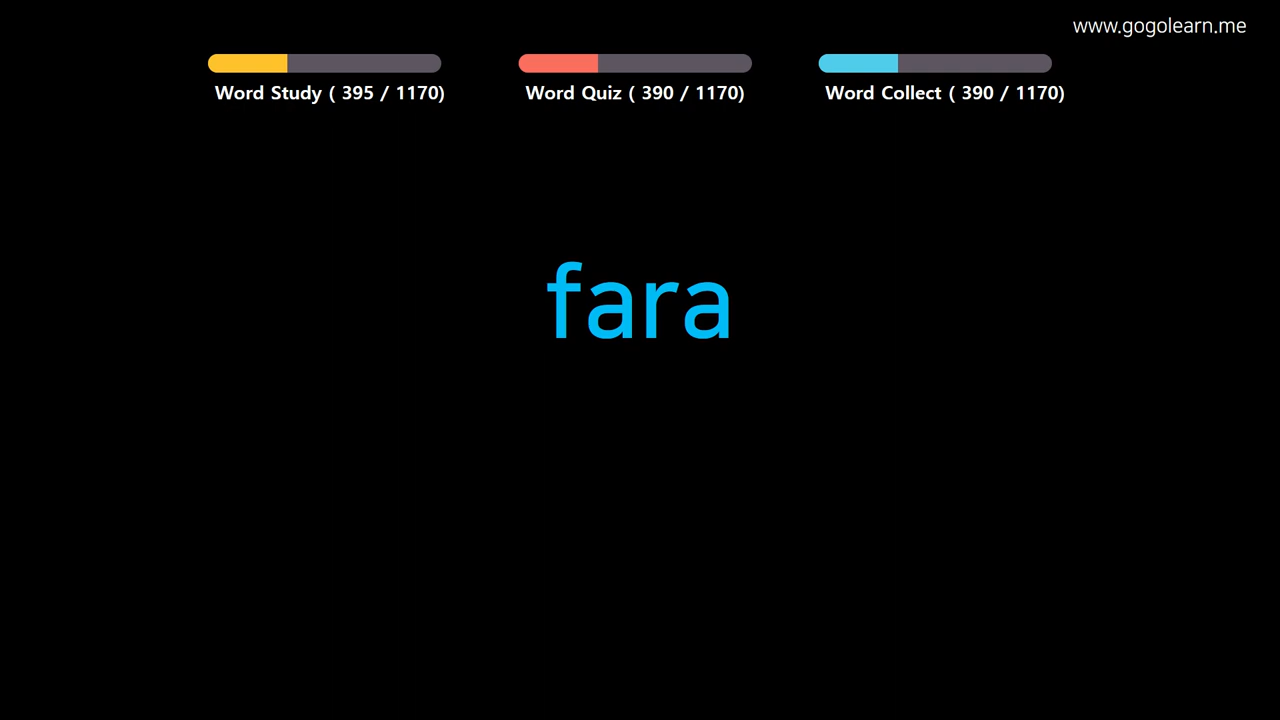 www.gogolearn.me
Word Study ( 395 / 1170)
Word Quiz ( 390 / 1170)
Word Collect ( 390 / 1170)
fara